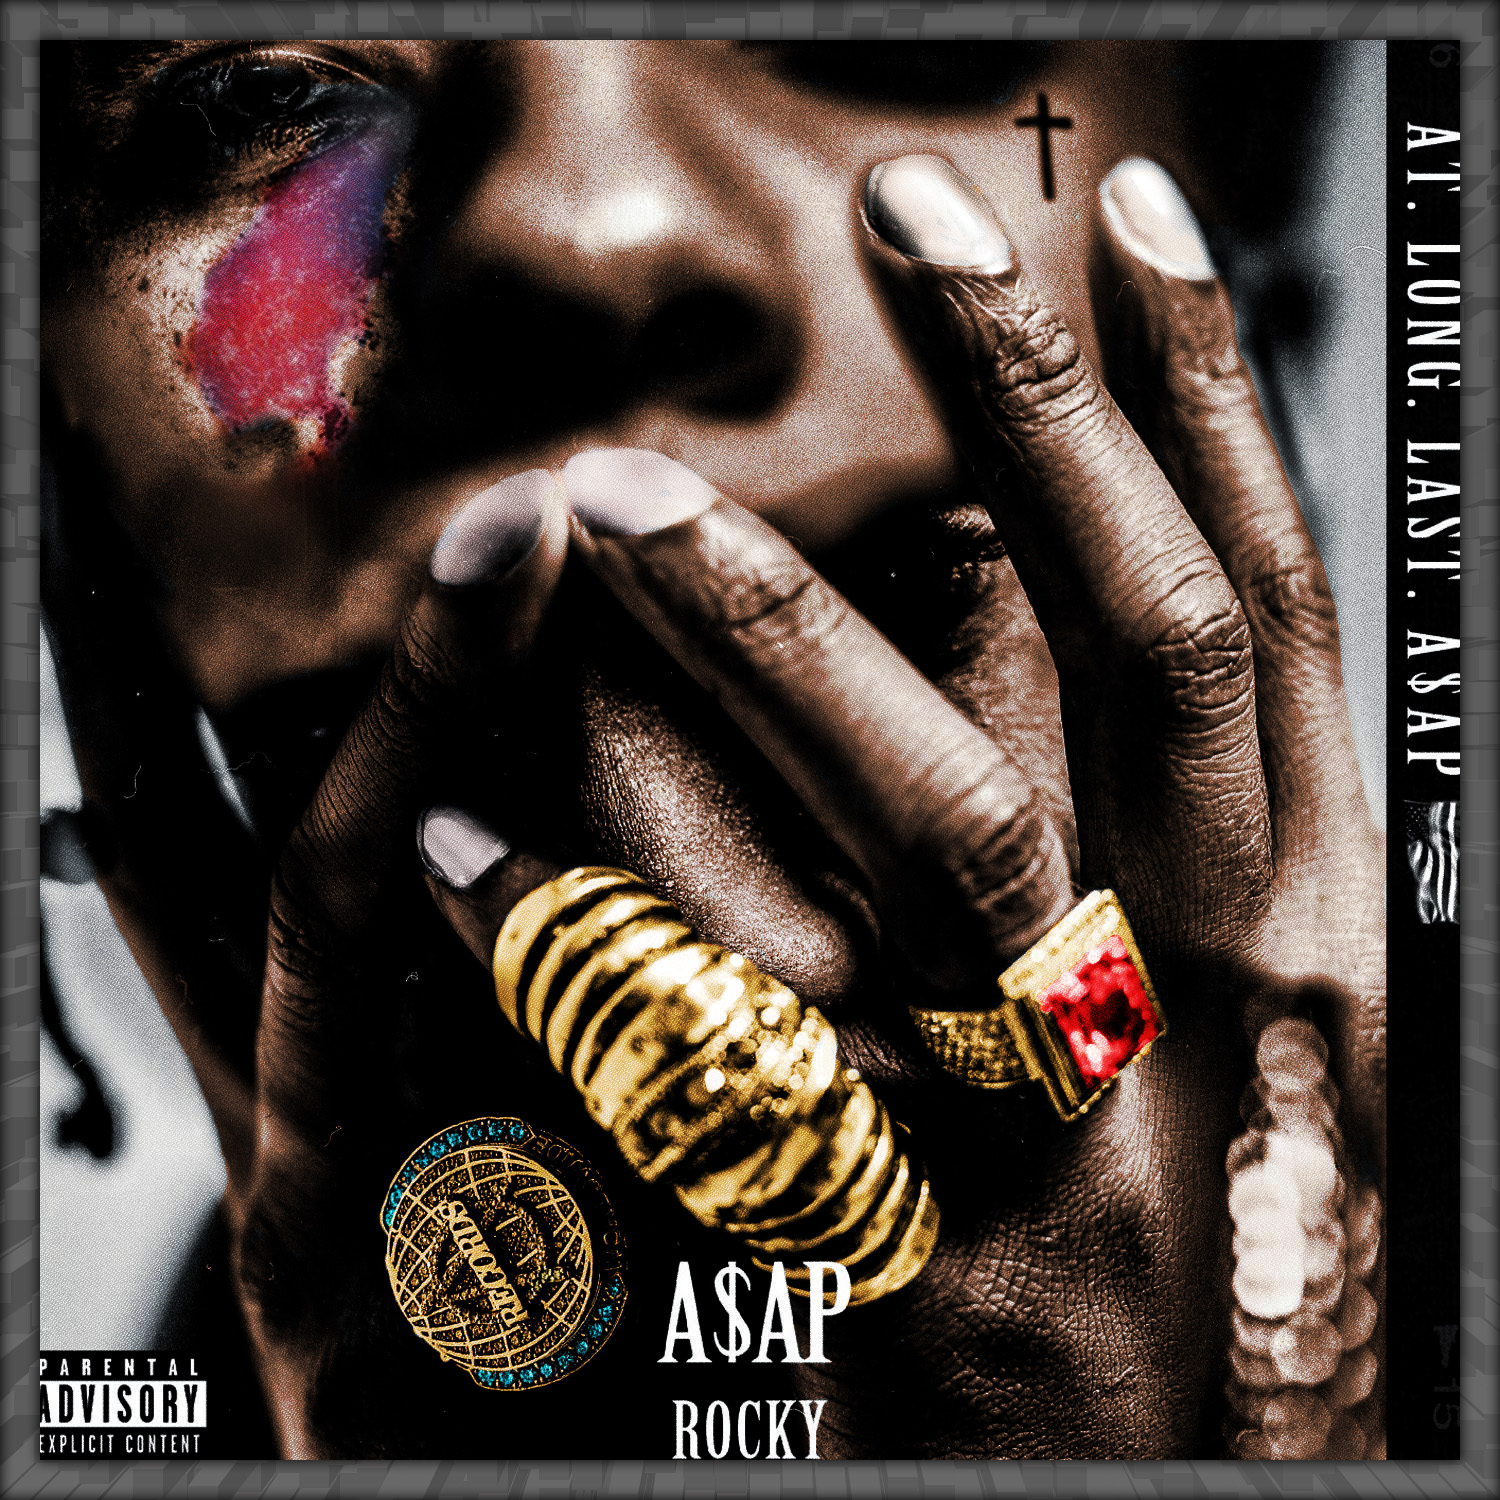 AT. LONG. LAST. A$AP
RECORDS
A$AP
ROCKY
PARENTAL
ADVISORY
EXPLICIT CONTENT